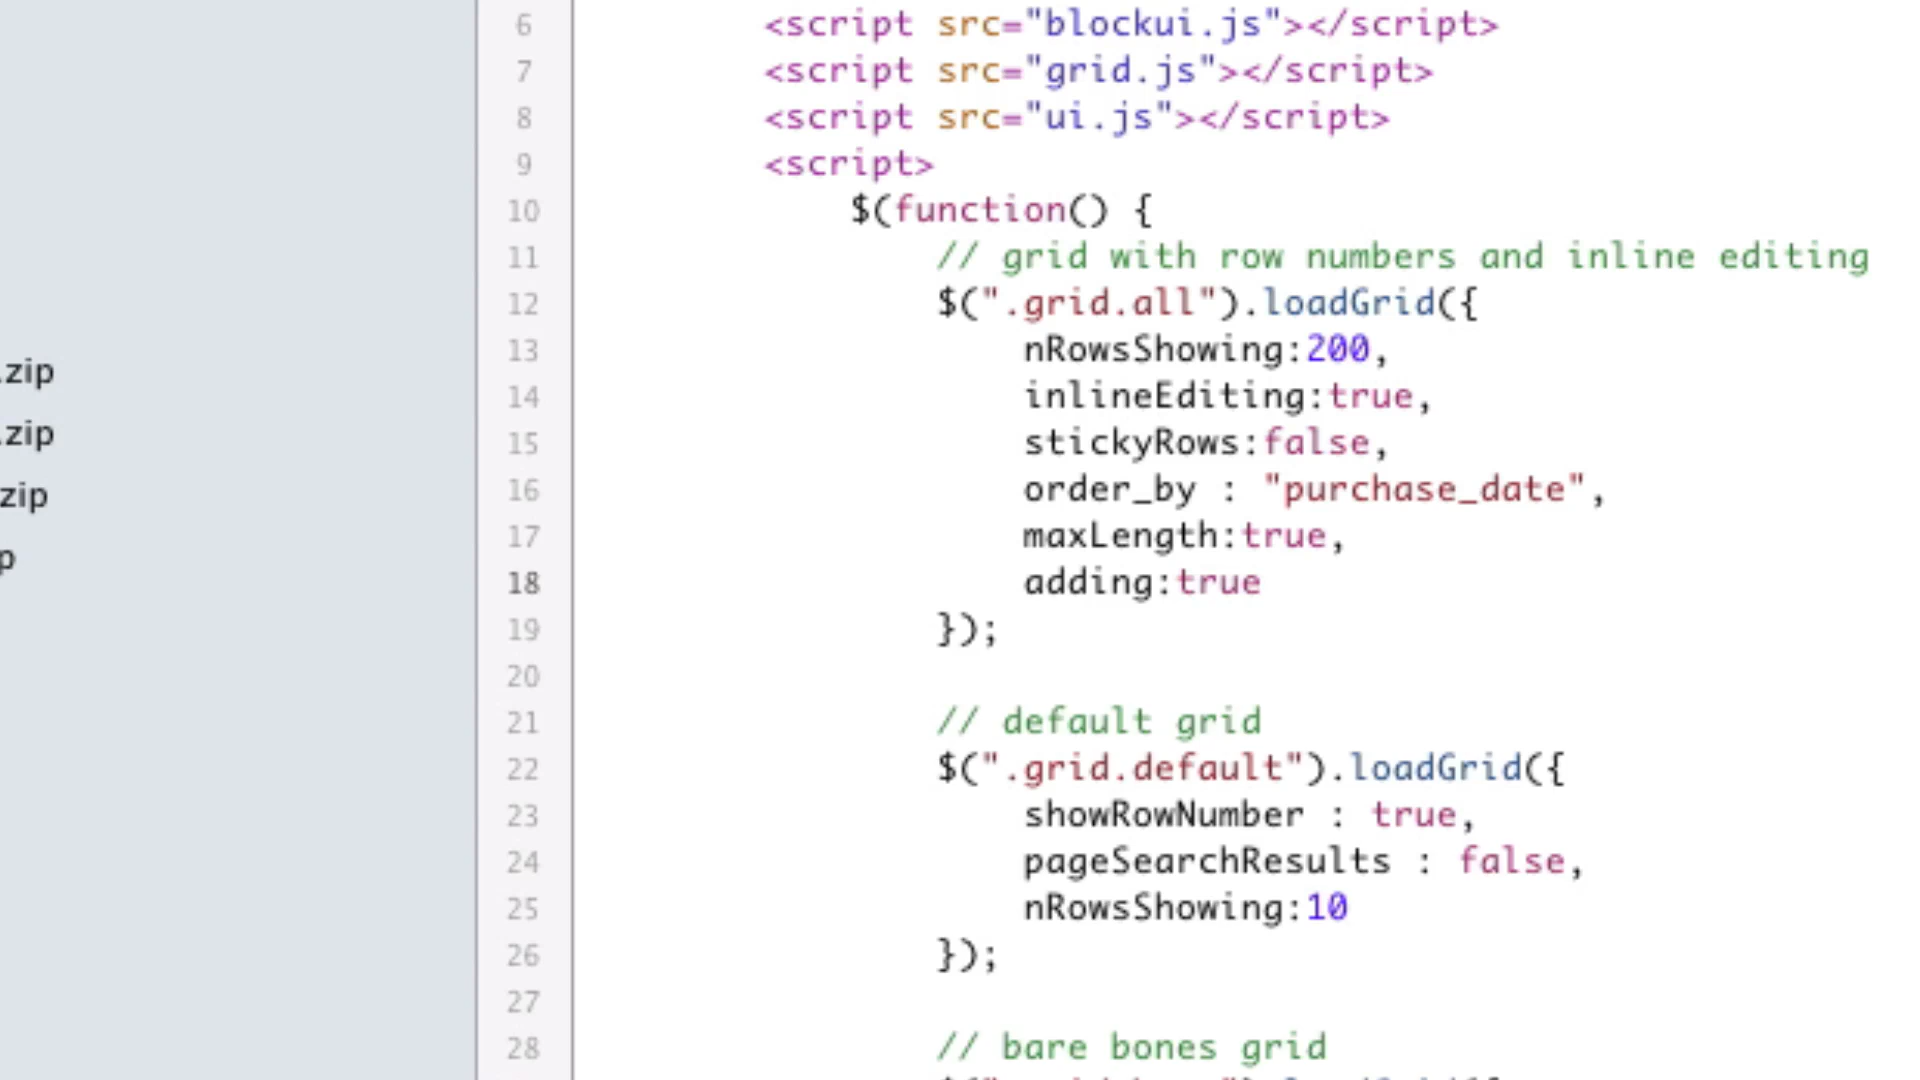 .zip
.zip
zip
p
6 <script src="blockui.js"></script>
7 <script src="grid.js"></script>
8 <script src="ui.js"></script>
9 <script>
10 $(function() {
11 // grid with row numbers and inline editing
12 $(".grid.all").loadGrid({
13 nRowsShowing:200,
14 inlineEditing:true,
15 stickyRows:false,
16 order_by : "purchase_date",
17 maxLength:true,
18 adding:true
19 });
20
21 // default grid
22 $(".grid.default").loadGrid({
23 showRowNumber : true,
24 pageSearchResults : false,
25 nRowsShowing:10
26 });
27
28 // bare bones grid